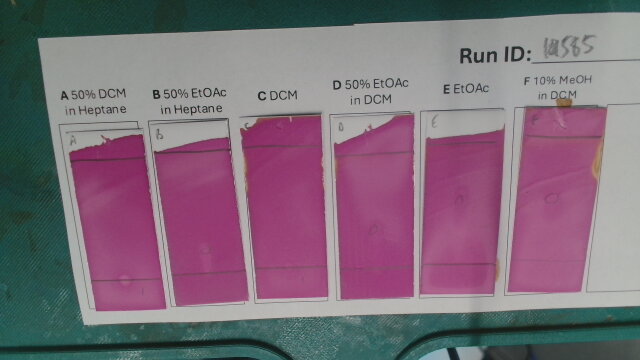 Run ID:
A 50% DCM
in Heptane
B 50% EtOAc
in Heptane
C DCM
D 50% EtOAc
in DCM
E EtOAc
F 10% MeOH
in DCM
A
B
C
D
E
F